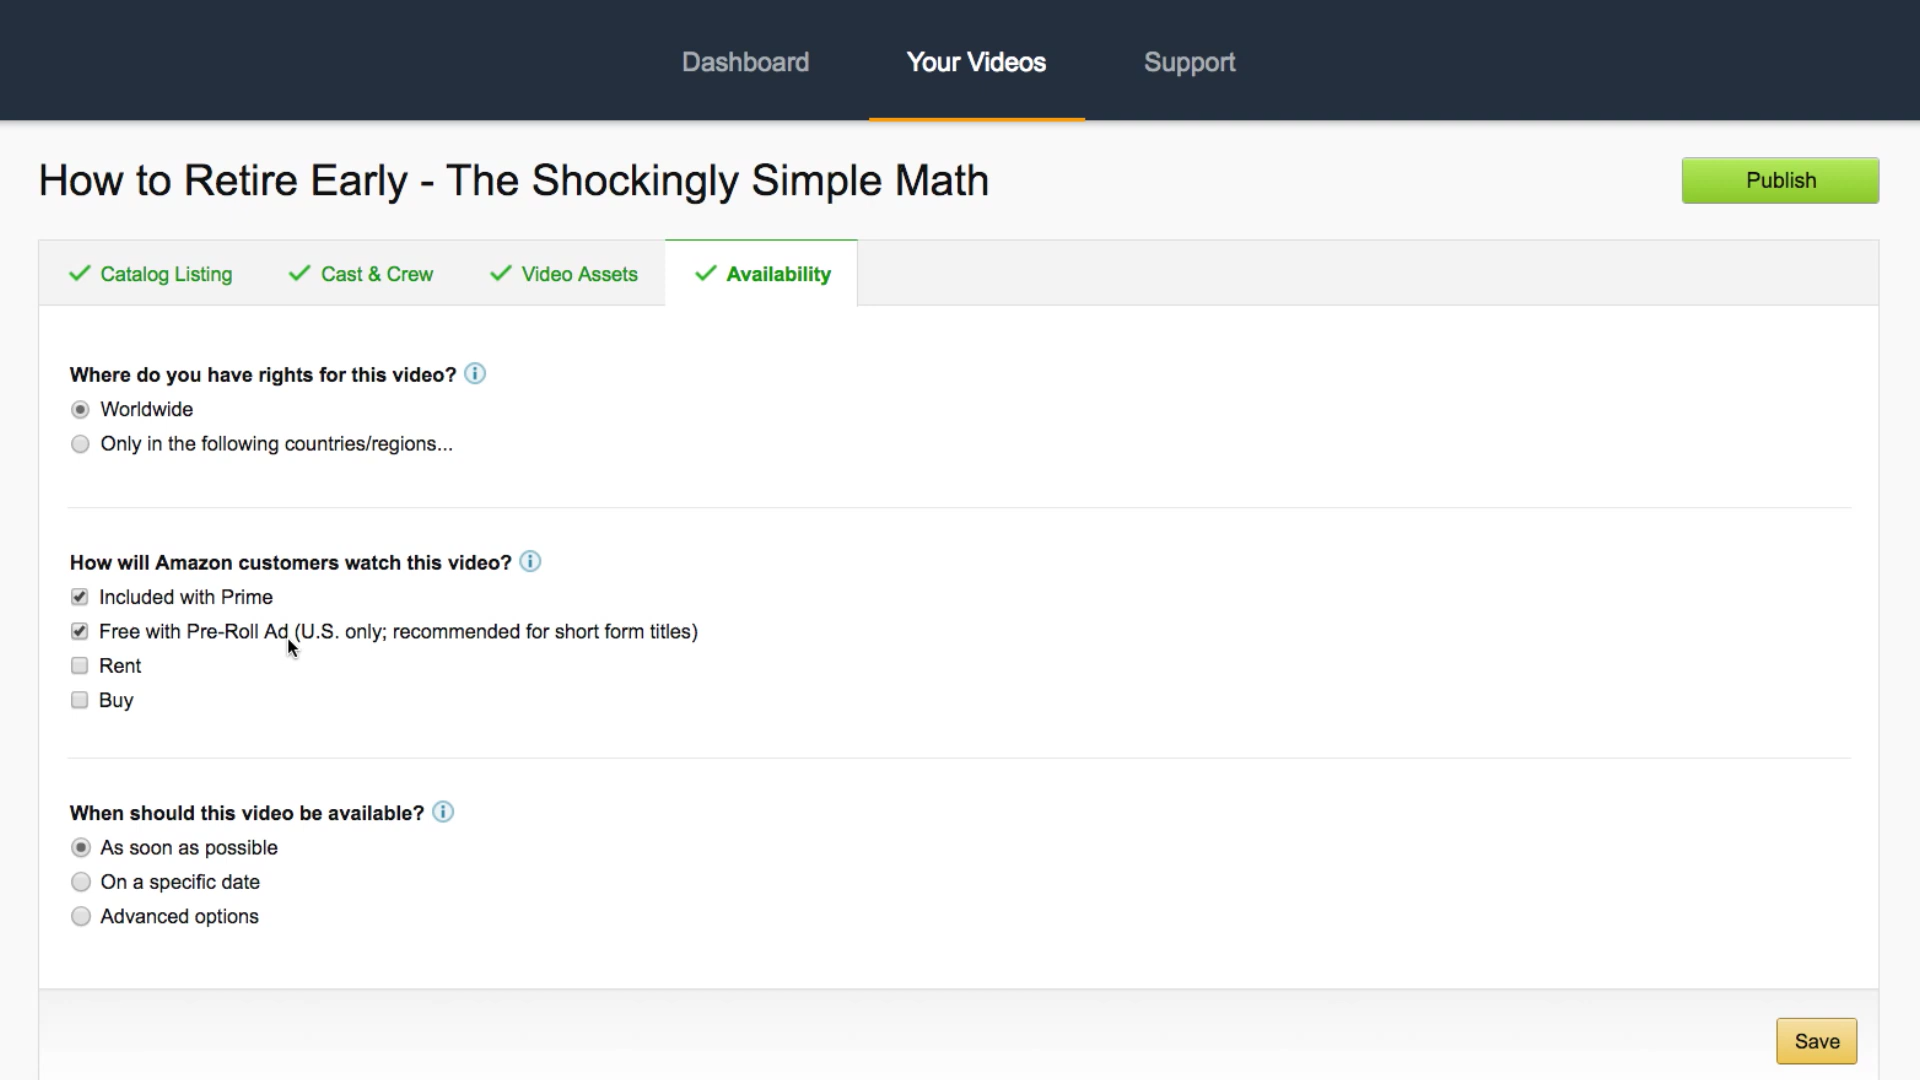 Dashboard Your Videos Support
How to Retire Early - The Shockingly Simple Math
Publish
Catalog Listing Cast & Crew Video Assets Availability
Where do you have rights for this video?
Worldwide
Only in the following countries/regions...
How will Amazon customers watch this video?
Included with Prime
Free with Pre-Roll Ad (U.S. only; recommended for short form titles)
Rent
Buy
When should this video be available?
As soon as possible
On a specific date
Advanced options
Save